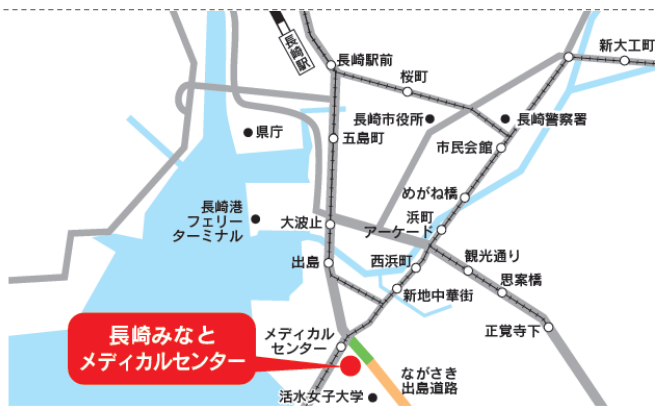 長崎駅
長崎駅前
新大工町
桜町
長崎市役所
長崎警察署
県庁
五島町
市民会館
めがね橋
長崎港
フェリー
ターミナル
大波止
浜町
アーケード
出島
西浜町
観光通り
思案橋
新地中華街
正覚寺下
長崎みなと
メディカルセンター
メディカル
センター
ながさき
出島道路
活水女子大学